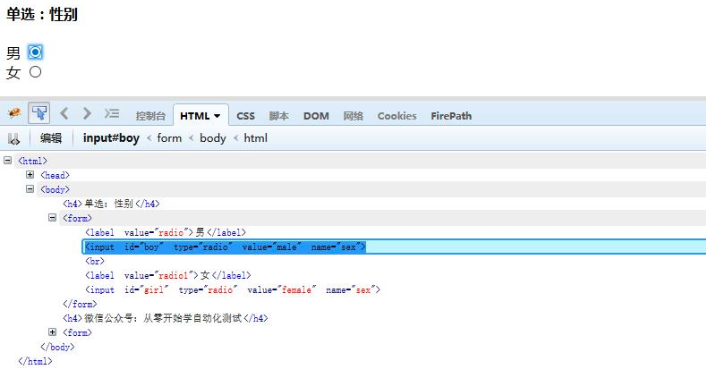 单选：性别
男
女
控制台 HTML CSS 脚本 DOM 网络 Cookies FirePath
编辑 input#boy < form < body < html
<html>
<head>
<body>
<h4>单选：性别</h4>
<form>
<label value="radio">男</label>
<input id="boy" type="radio" value="male" name="sex">
<br>
<label value="radio1">女</label>
<input id="girl" type="radio" value="female" name="sex">
</form>
<h4>微信公众号：从零开始学自动化测试</h4>
<form>
</body>
</html>